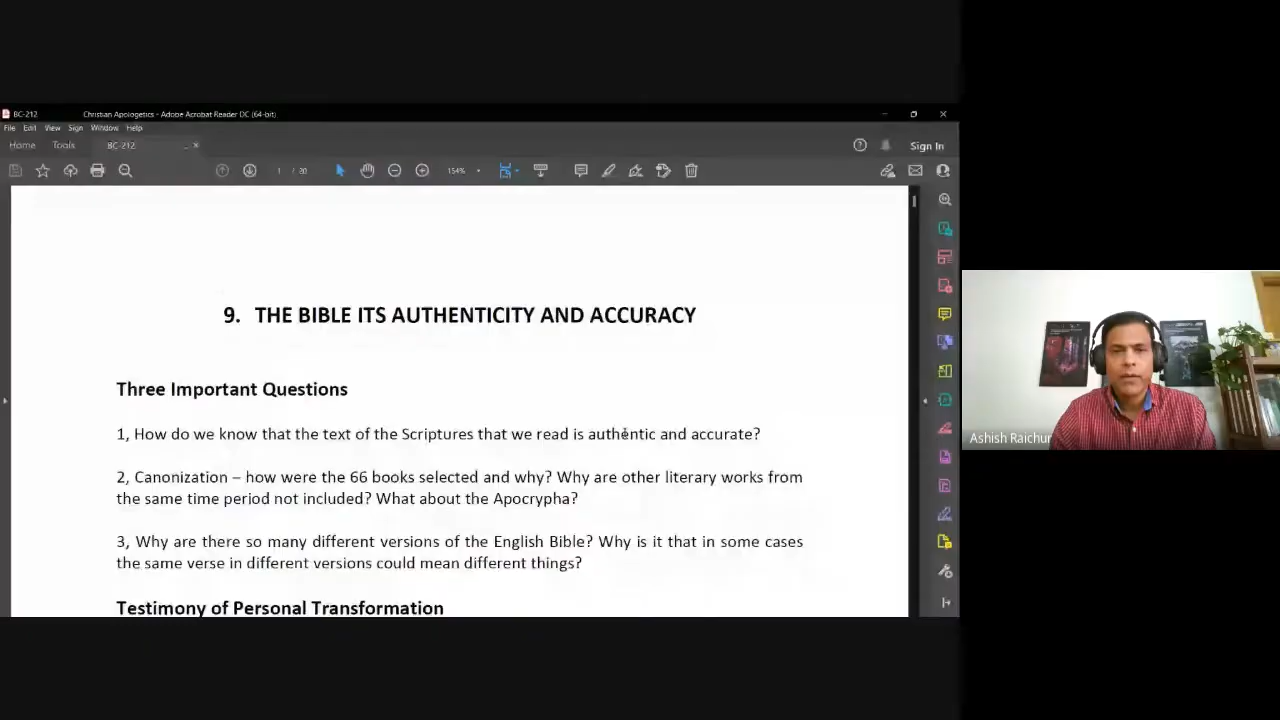 BC-212 Christian Apologetics - Adobe Acrobat Reader DC (64-bit)
File Edit View Sign Window Help
Home Tools BC-212 ... × Sign In
1 / 20 154%
9. THE BIBLE ITS AUTHENTICITY AND ACCURACY
Three Important Questions
1, How do we know that the text of the Scriptures that we read is authentic and accurate?
2, Canonization – how were the 66 books selected and why? Why are other literary works from
the same time period not included? What about the Apocrypha?
3, Why are there so many different versions of the English Bible? Why is it that in some cases
the same verse in different versions could mean different things?
Testimony of Personal Transformation
Ashish Raichur